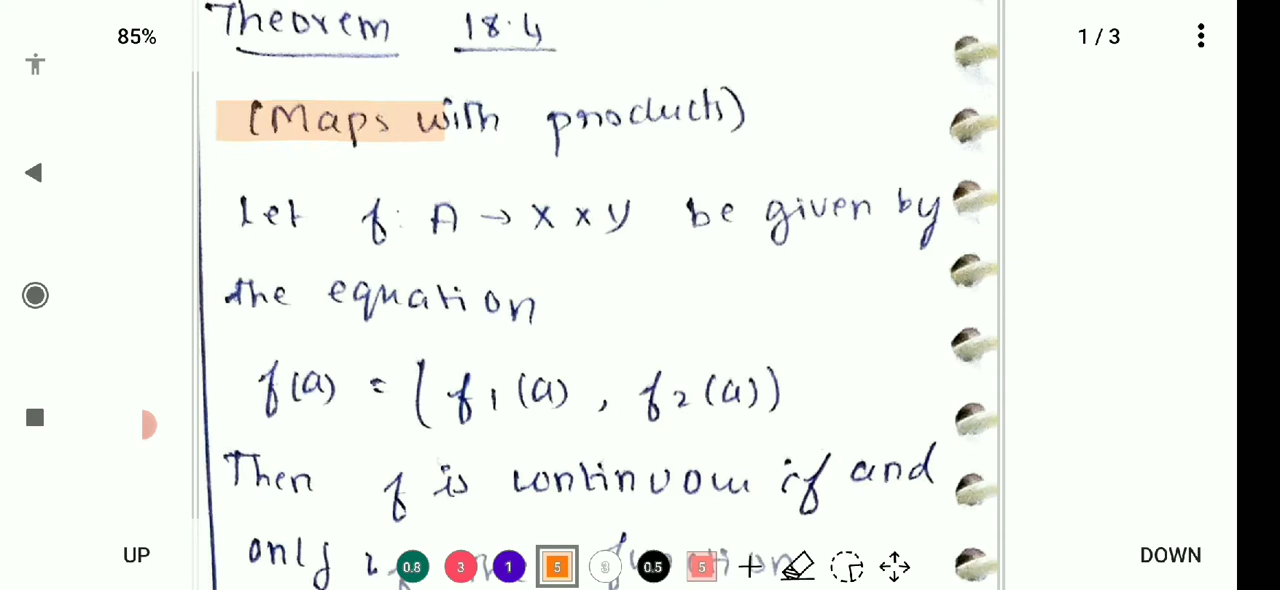 85%
1 / 3
Theorem 18.4
(Maps with products)
Let f: A → X x Y be given by
the equation
f(a) = (f1(a), f2(a))
Then f is continuous if and
only
UP
0.8 3 1 5 3 0.5 5
DOWN